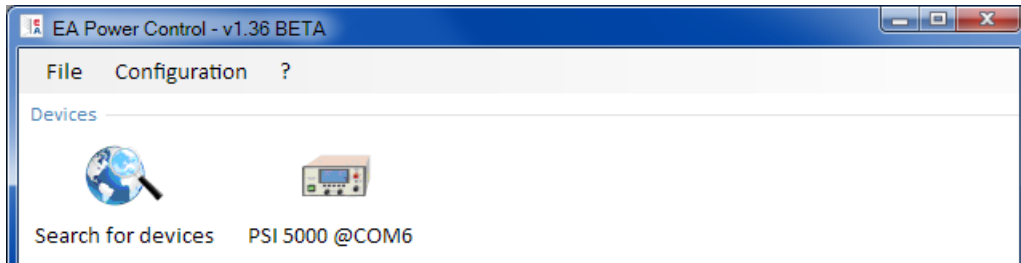 EA Power Control - v1.36 BETA
File Configuration ?
Devices
Search for devices PSI 5000 @COM6